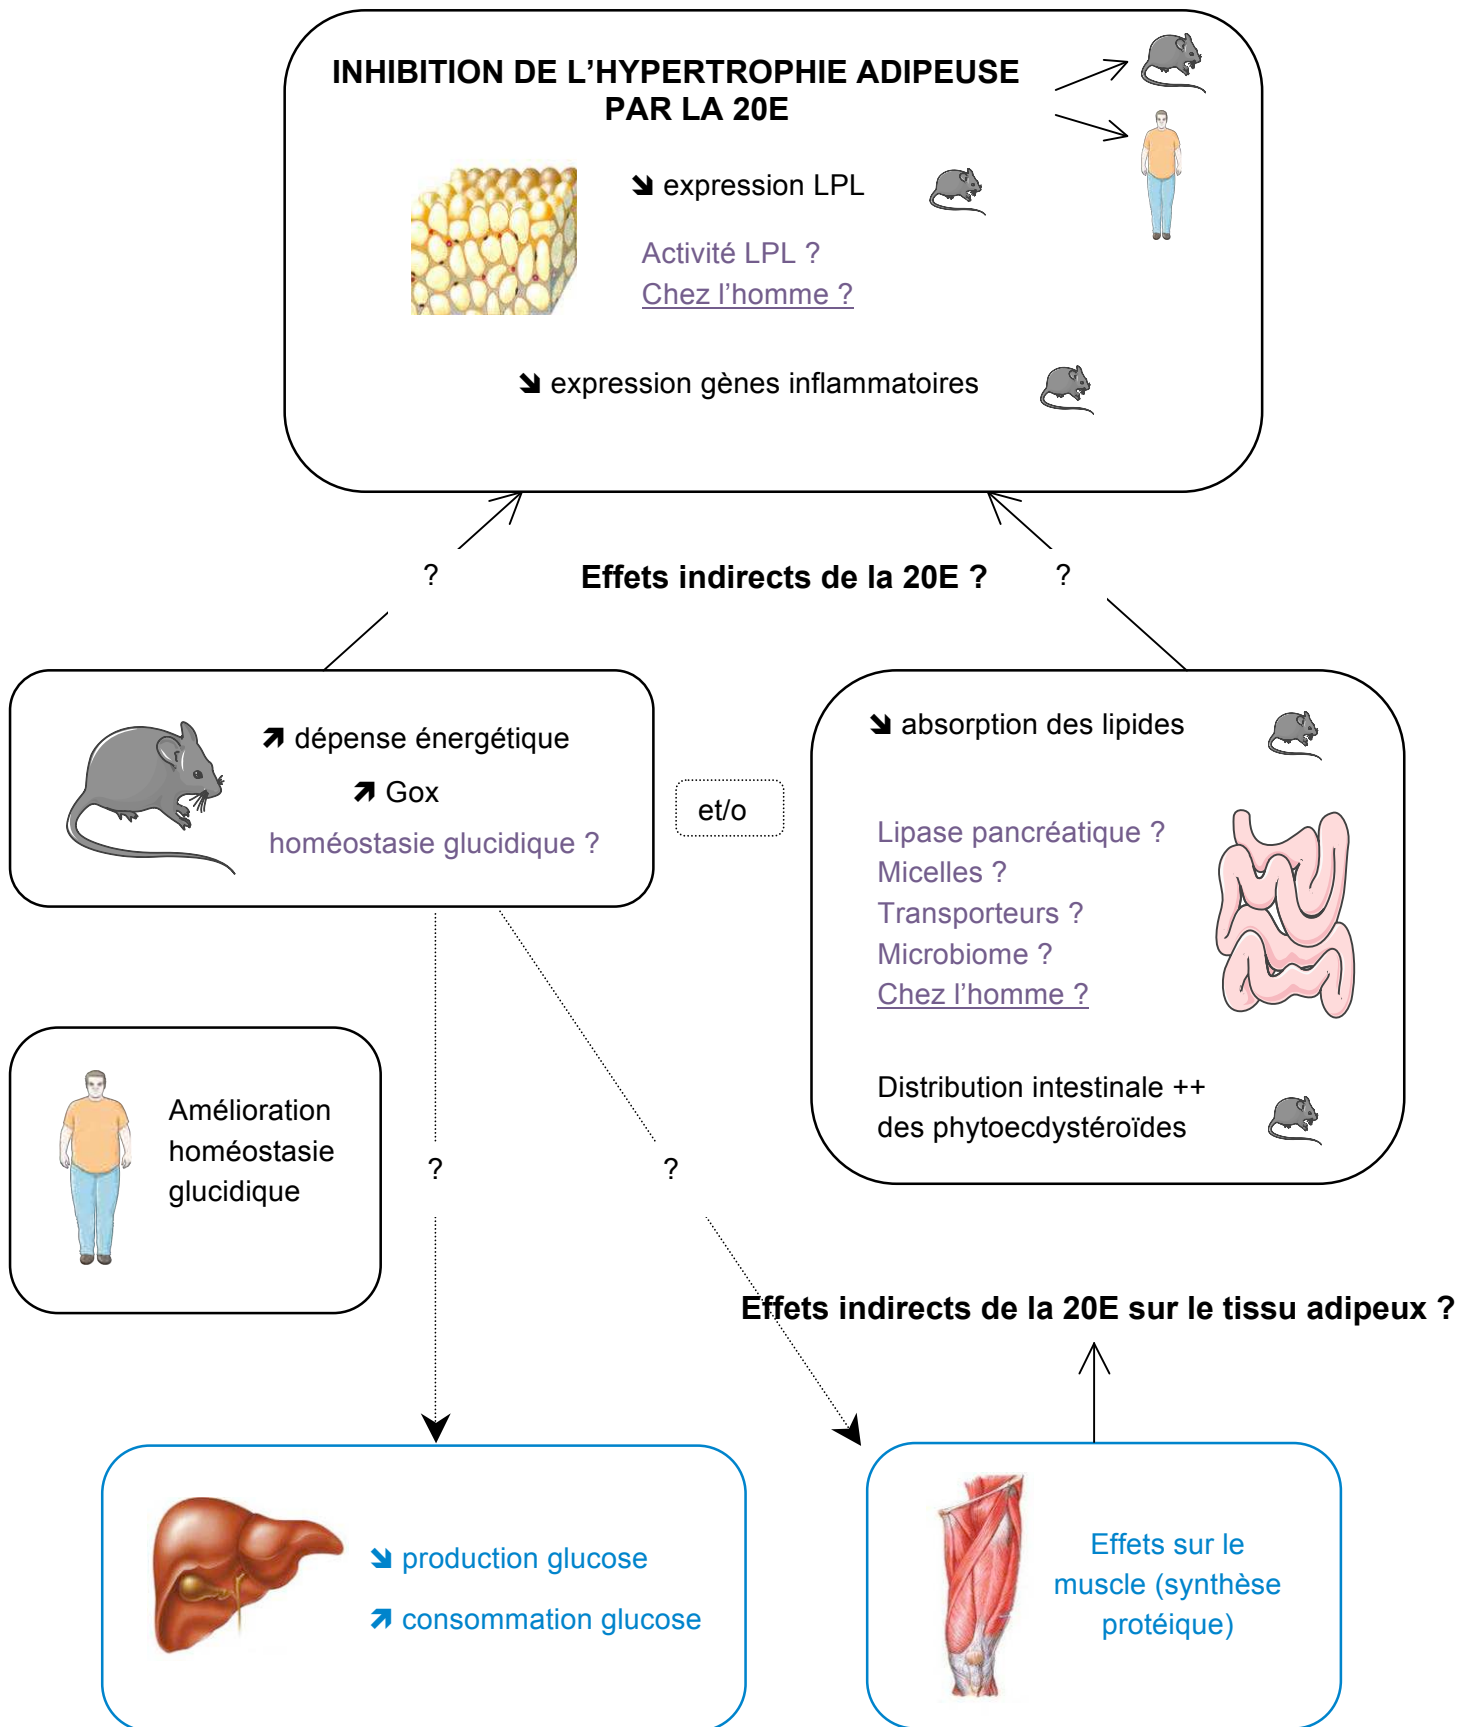 INHIBITION DE L'HYPERTROPHIE ADIPEUSE
PAR LA 20E
➘ expression LPL
Activité LPL ?
Chez l'homme ?
➘ expression gènes inflammatoires
?
Effets indirects de la 20E ?
?
➚ dépense énergétique
➚ Gox
homéostasie glucidique ?
et/o
➘ absorption des lipides
Lipase pancréatique ?
Micelles ?
Transporteurs ?
Microbiome ?
Chez l'homme ?
Distribution intestinale ++
des phytoecdystéroïdes
Amélioration
homéostasie
glucidique
?
?
Effets indirects de la 20E sur le tissu adipeux ?
➘ production glucose
➚ consommation glucose
Effets sur le
muscle (synthèse
protéique)